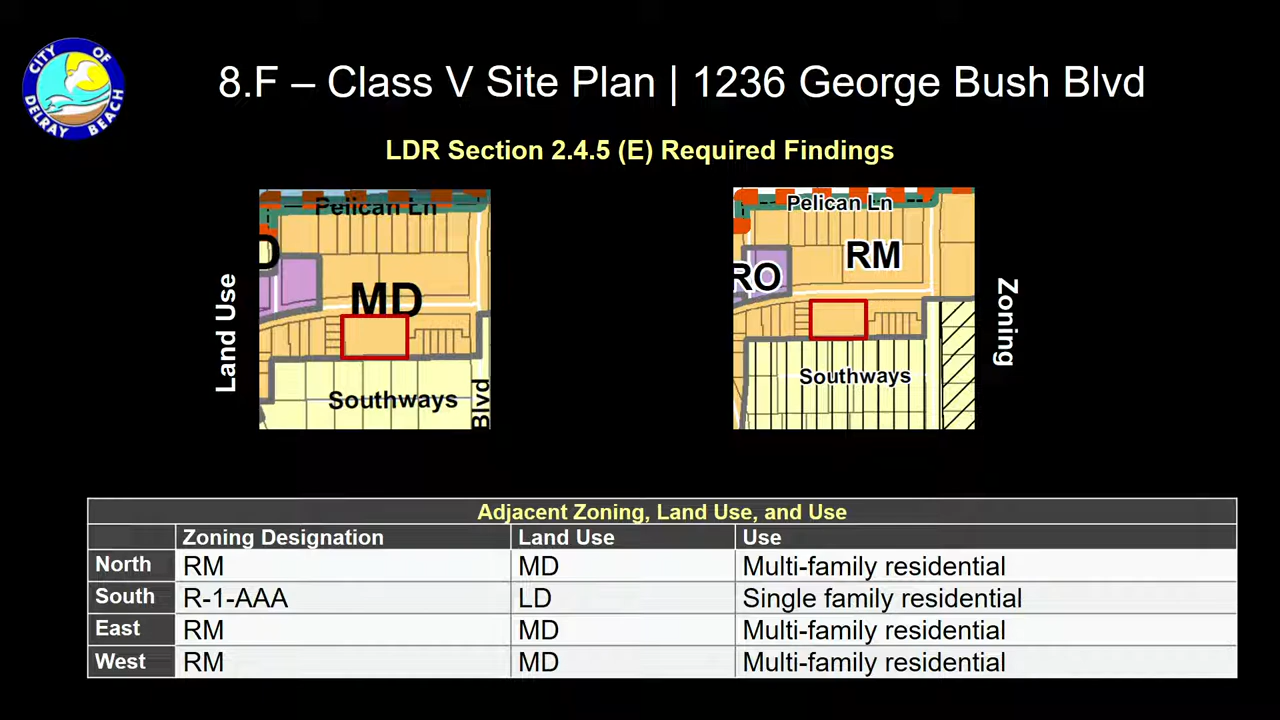 CITY OF
DELRAY BEACH
8.F – Class V Site Plan | 1236 George Bush Blvd
LDR Section 2.4.5 (E) Required Findings
Land Use
Pelican Ln
D
MD
Southways
Blvd
Pelican Ln
RM
RO
Southways
Zoning
Adjacent Zoning, Land Use, and Use
Zoning Designation Land Use Use
North RM MD Multi-family residential
South R-1-AAA LD Single family residential
East RM MD Multi-family residential
West RM MD Multi-family residential